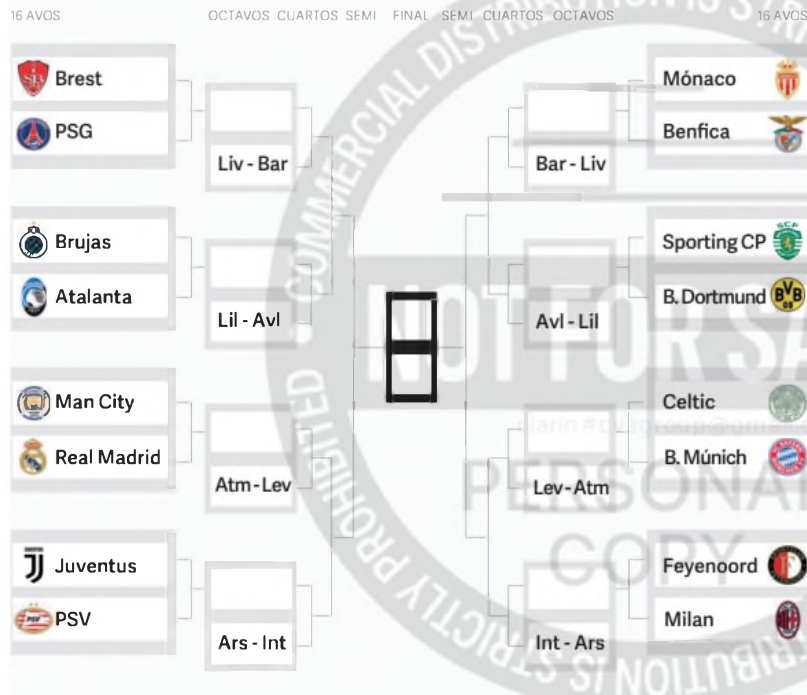 16 AVOS OCTAVOS CUARTOS SEMI FINAL SEMI CUARTOS OCTAVOS 16 AVOS
Brest
PSG
Liv - Bar
Brujas
Atalanta
Lil - Avl
Man City
Real Madrid
Atm - Lev
Juventus
PSV
Ars - Int
Mónaco
Benfica
Bar - Liv
Sporting CP
B. Dortmund
Avl - Lil
Celtic
B. Múnich
Lev - Atm
Feyenoord
Milan
Int - Ars
NOT FOR SA
PERSONA
COPY
COMMERCIAL DIST
IS STRICTLY PROHIBITED